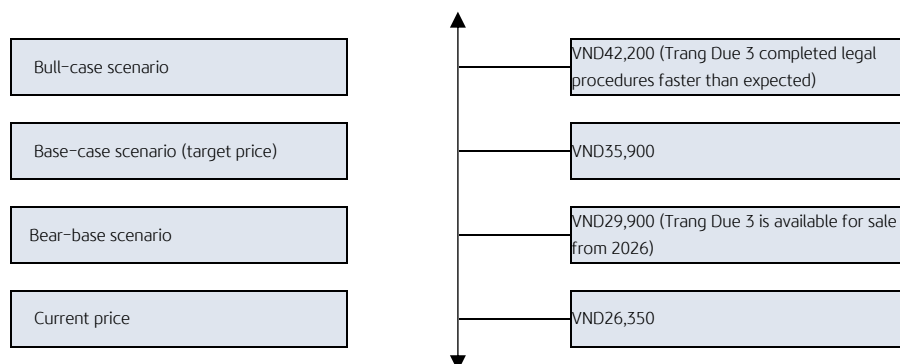 Bull-case scenario
VND42,200 (Trang Due 3 completed legal
procedures faster than expected)
Base-case scenario (target price)
VND35,900
Bear-base scenario
VND29,900 (Trang Due 3 is available for sale
from 2026)
Current price
VND26,350